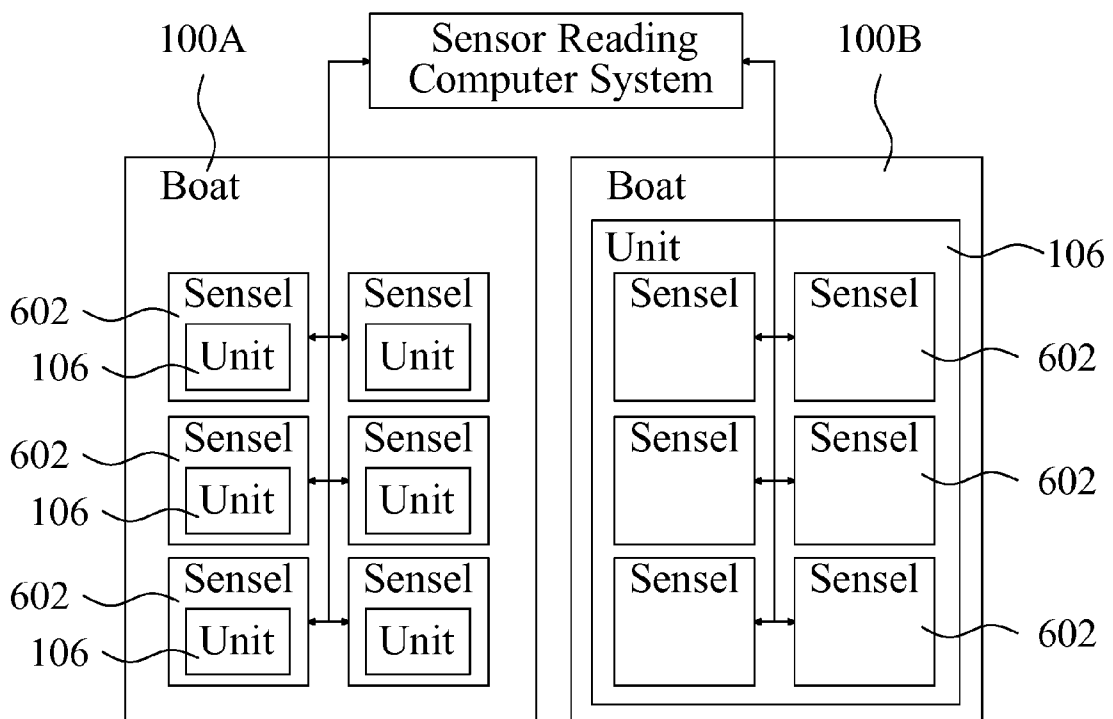 100A
Sensor Reading
Computer System
100B
Boat
Boat
Unit
106
Sensel
Sensel
Sensel
Sensel
602
Unit
Unit
106
602
Sensel
Sensel
Sensel
Sensel
602
Unit
Unit
106
602
Sensel
Sensel
Sensel
Sensel
602
Unit
Unit
106
602